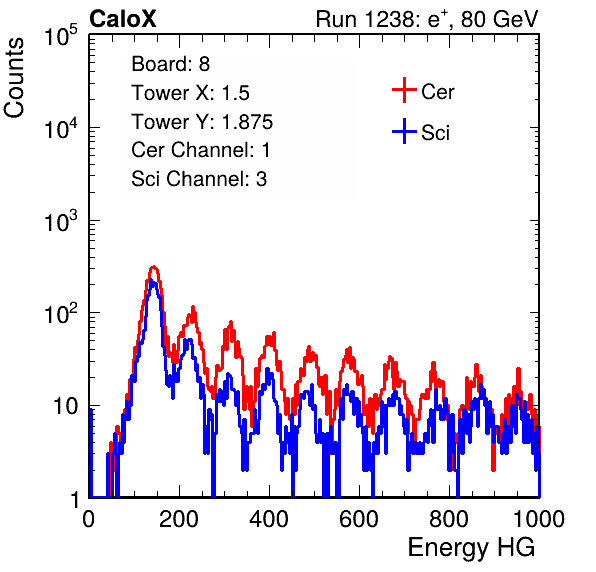 CaloX Run 1238: e⁺, 80 GeV
Counts
10⁵
10⁴
10³
10²
10
1
Board: 8
Tower X: 1.5
Tower Y: 1.875
Cer Channel: 1
Sci Channel: 3
Cer
Sci
0 200 400 600 800 1000
Energy HG